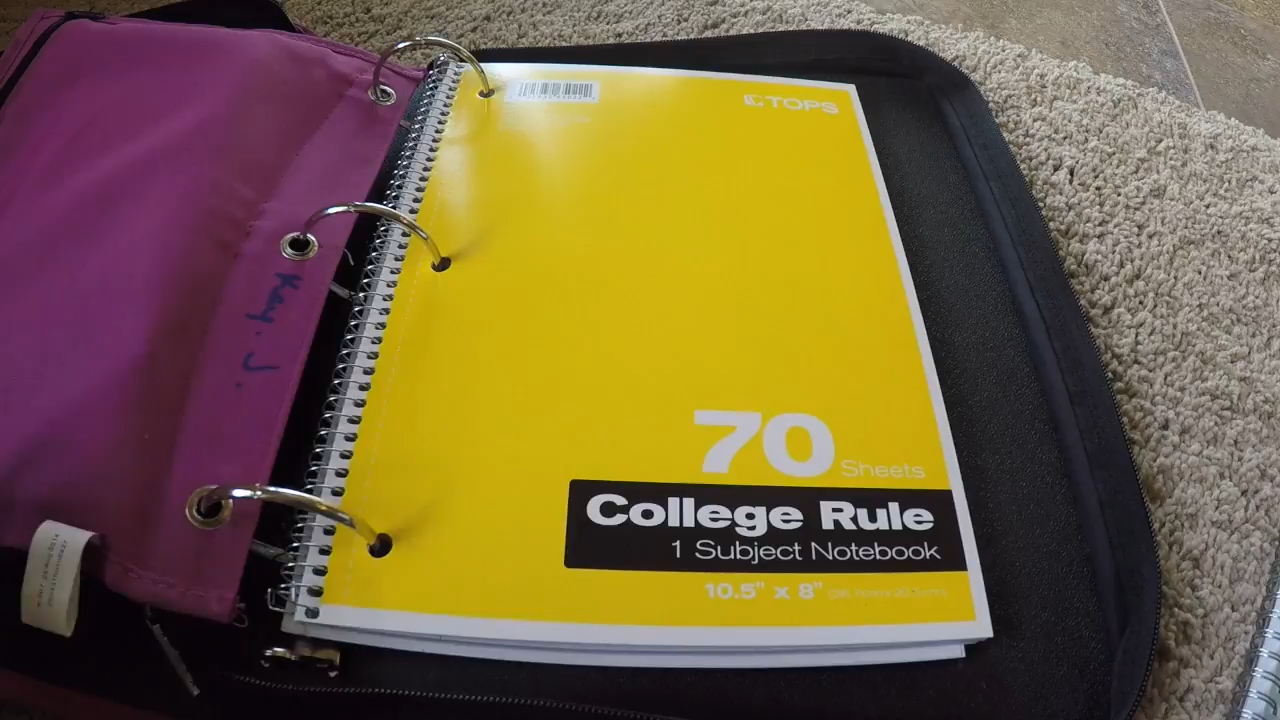 TOPS
Kay. J.
70 Sheets
College Rule
1 Subject Notebook
10.5" x 8"